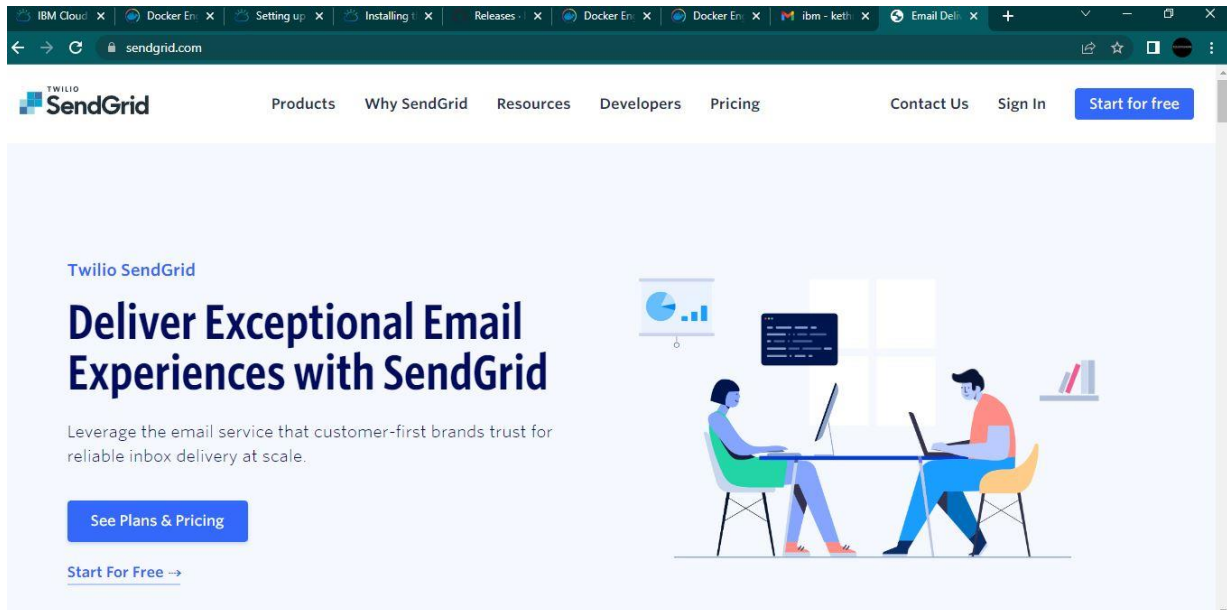 IBM Cloud
Docker En
Setting up
Installing t
Releases ·
Docker En
Docker En
ibm - keth
Email Deli
sendgrid.com
TWILIO
SendGrid
Products
Why SendGrid
Resources
Developers
Pricing
Contact Us
Sign In
Start for free
Twilio SendGrid
Deliver Exceptional Email
Experiences with SendGrid
Leverage the email service that customer-first brands trust for
reliable inbox delivery at scale.
See Plans & Pricing
Start For Free